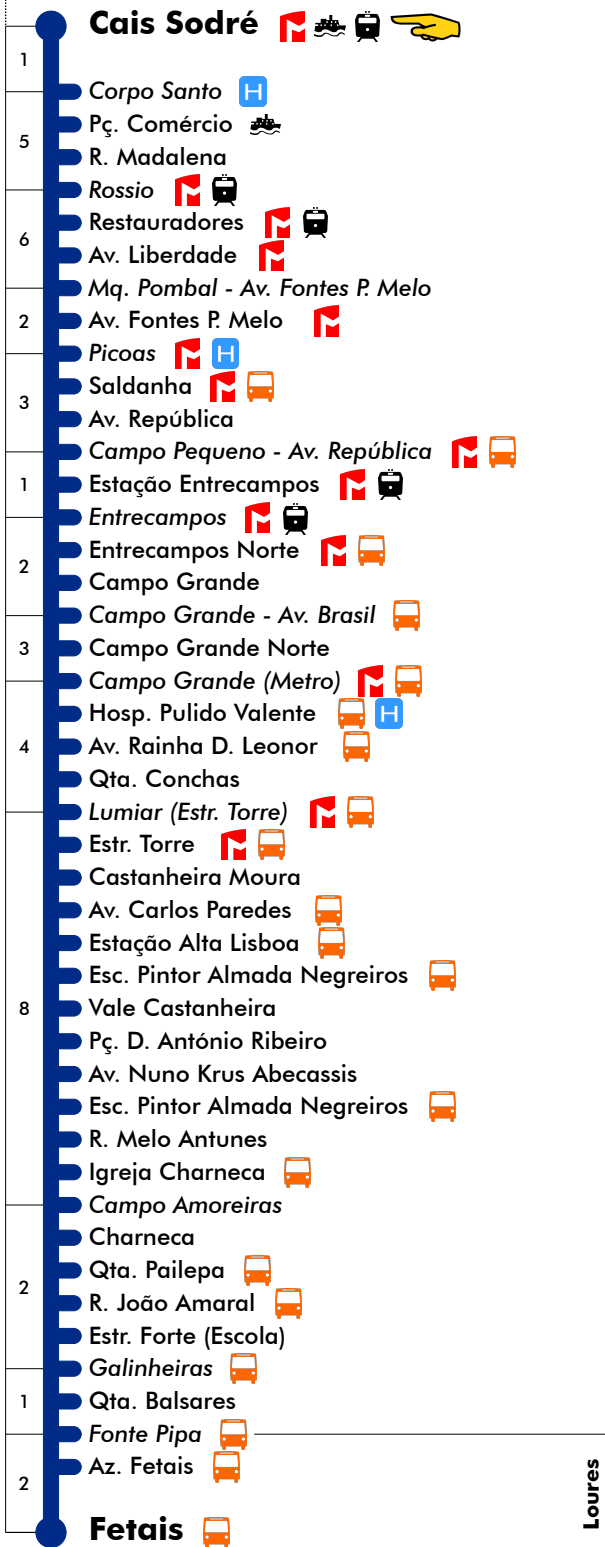 Cais Sodré
1
Corpo Santo H
Pç. Comércio
5
R. Madalena
Rossio
Restauradores
6
Av. Liberdade
Mq. Pombal - Av. Fontes P. Melo
2
Av. Fontes P. Melo
Picoas H
Saldanha
3
Av. República
Campo Pequeno - Av. República
1
Estação Entrecampos
Entrecampos
Entrecampos Norte
2
Campo Grande
Campo Grande - Av. Brasil
3
Campo Grande Norte
Campo Grande (Metro)
Hosp. Pulido Valente H
4
Av. Rainha D. Leonor
Qta. Conchas
Lumiar (Estr. Torre)
Estr. Torre
Castanheira Moura
Av. Carlos Paredes
Estação Alta Lisboa
Esc. Pintor Almada Negreiros
8
Vale Castanheira
Pç. D. António Ribeiro
Av. Nuno Krus Abecassis
Esc. Pintor Almada Negreiros
R. Melo Antunes
Igreja Charneca
Campo Amoreiras
Charneca
Qta. Pailepa
2
R. João Amaral
Estr. Forte (Escola)
Galinheiras
1
Qta. Balsares
Fonte Pipa
Az. Fetais
2
Loures
Fetais